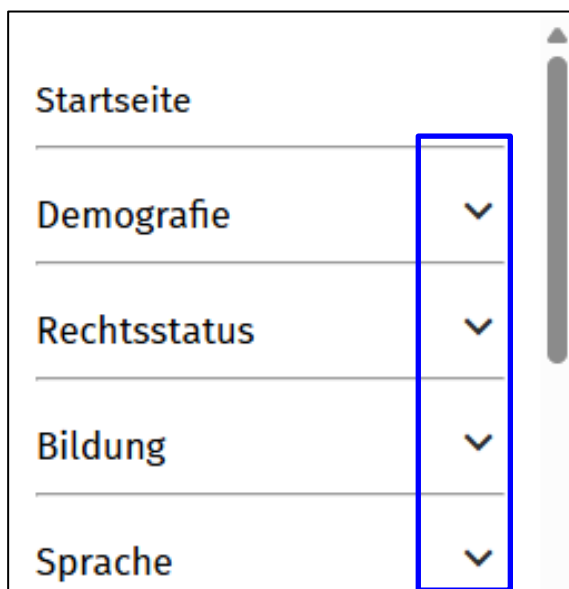 Startseite
Demografie
Rechtsstatus
Bildung
Sprache